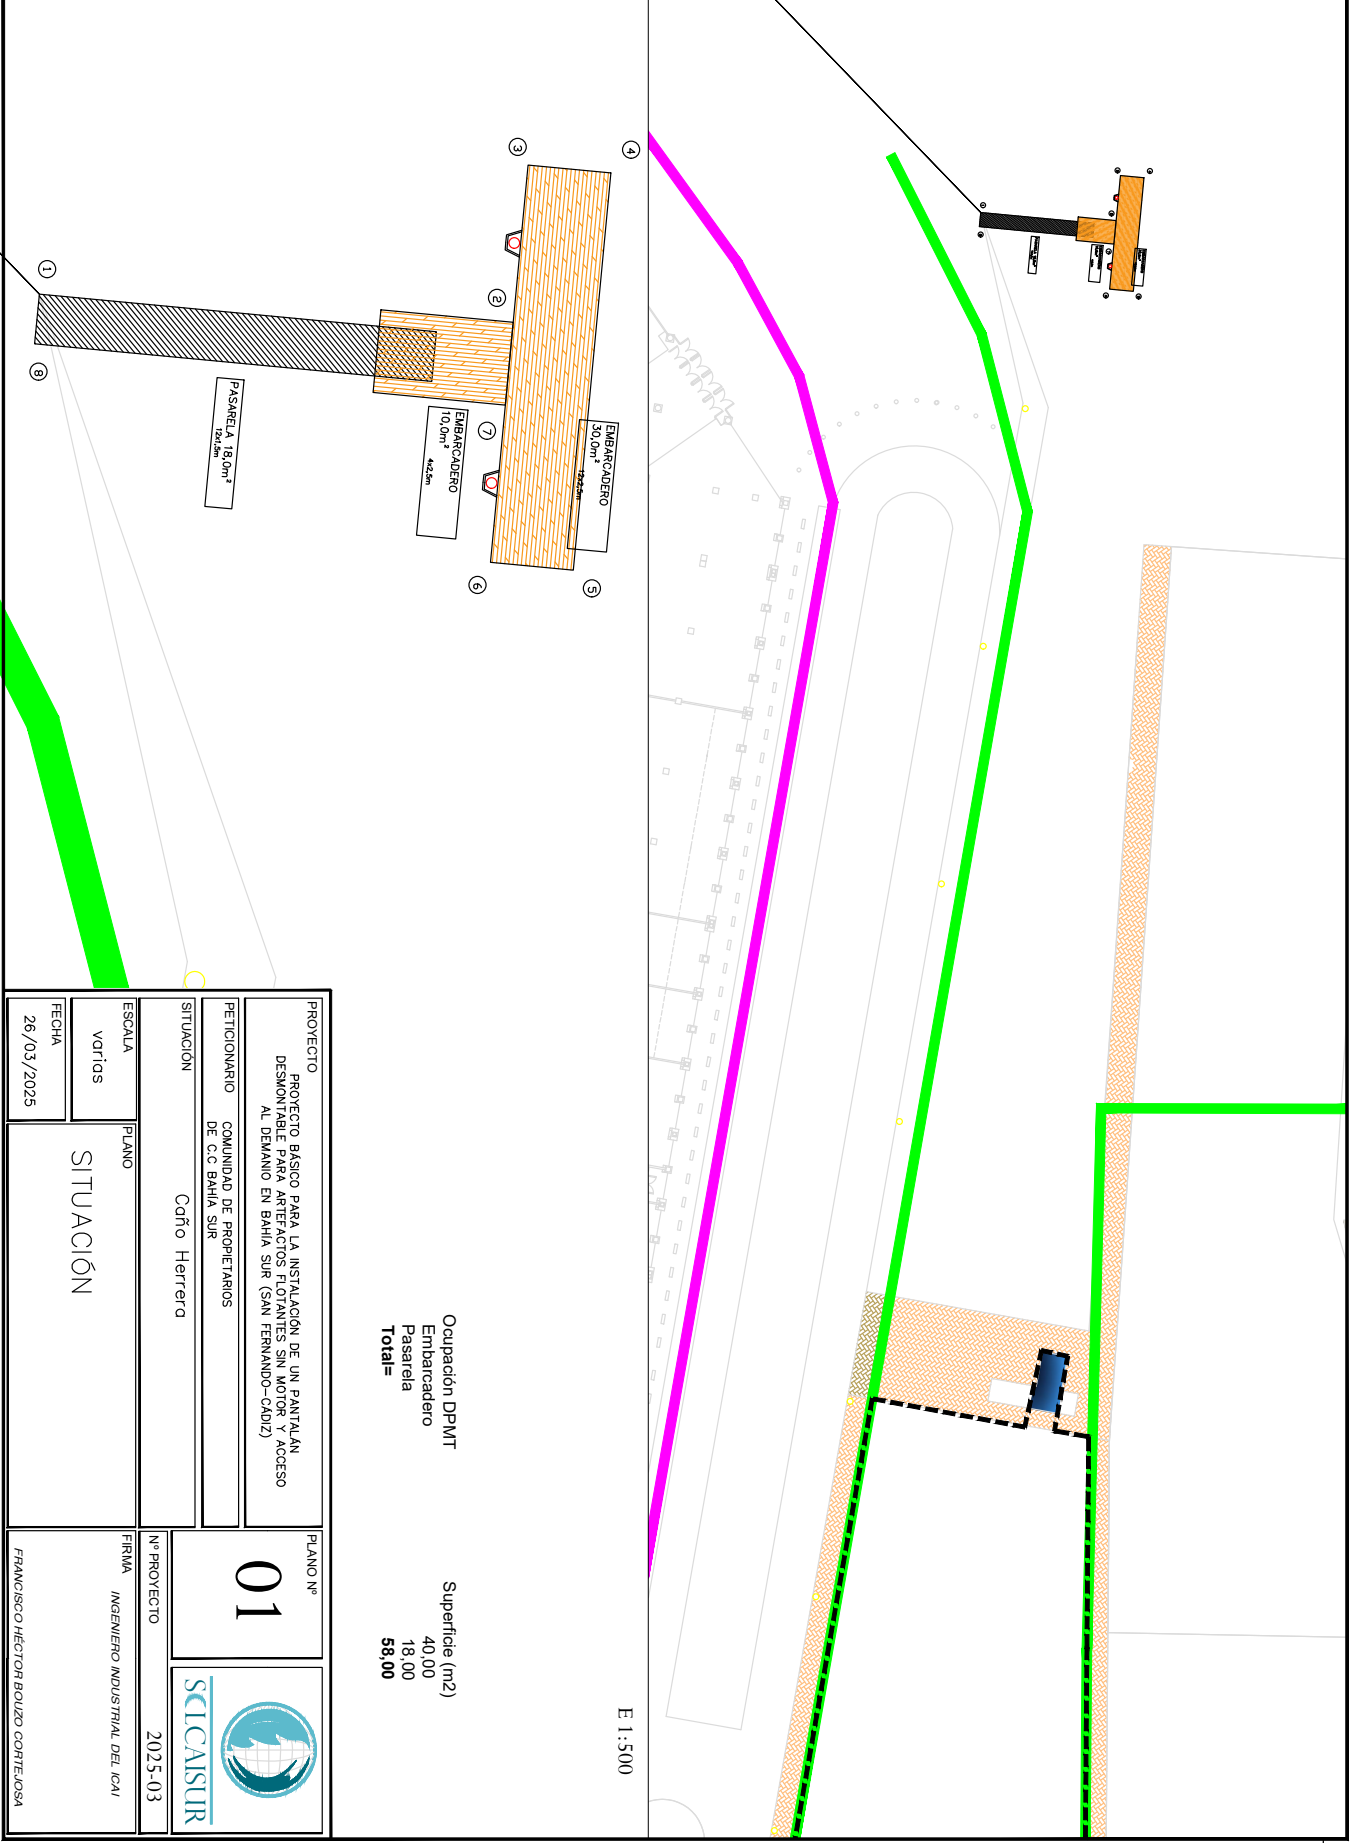 E 1:500
4
3
EMBARCADERO
30,0m²
12x2,5m
5
2
EMBARCADERO
10,0m²
4x2,5m
7
6
1
8
PASARELA 18,0m²
12x1,5m
Ocupación DPMT Superficie (m2)
Embarcadero 40,00
Pasarela 18,00
Total= 58,00
PROYECTO
PROYECTO BÁSICO PARA LA INSTALACIÓN DE UN PANTALÁN
DESMONTABLE PARA ARTEFACTOS FLOTANTES SIN MOTOR Y ACCESO
AL DEMANIO EN BAHÍA SUR (SAN FERNANDO-CÁDIZ)
PETICIONARIO COMUNIDAD DE PROPIETARIOS
DE C.C BAHÍA SUR
SITUACIÓN
Caño Herrera
ESCALA
varias
FECHA
26/03/2025
PLANO
SITUACIÓN
PLANO Nº
01
SOLCAISUR
Nº PROYECTO
2025-03
FIRMA
INGENIERO INDUSTRIAL DEL ICAI
FRANCISCO HÉCTOR BOUZO CORTEJOSA